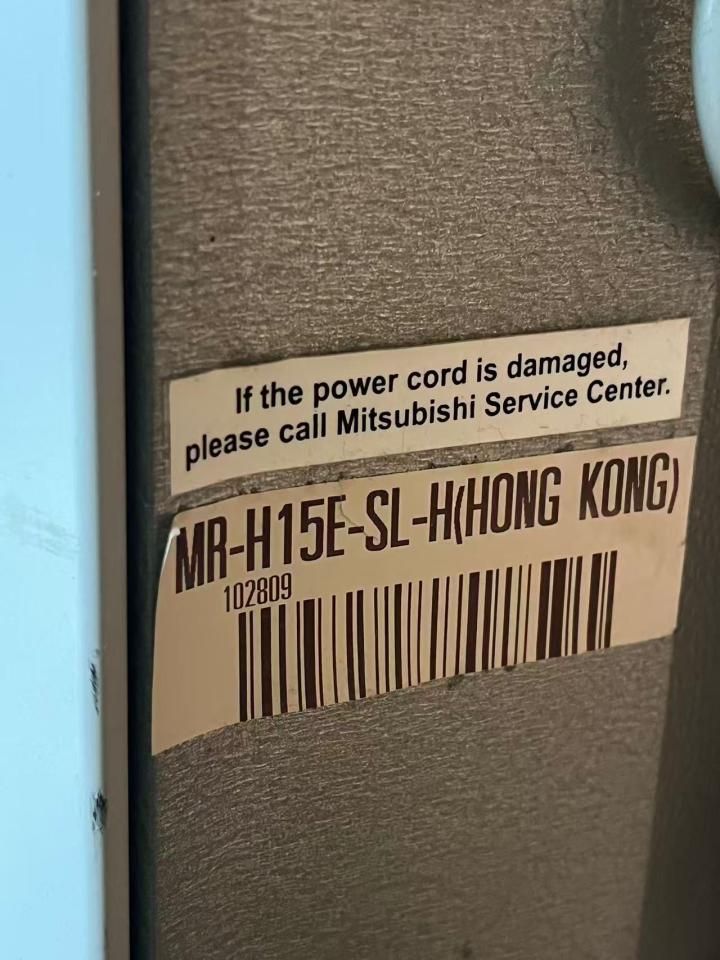 If the power cord is damaged,
please call Mitsubishi Service Center.
MR-H15E-SL-H(HONG KONG)
102809